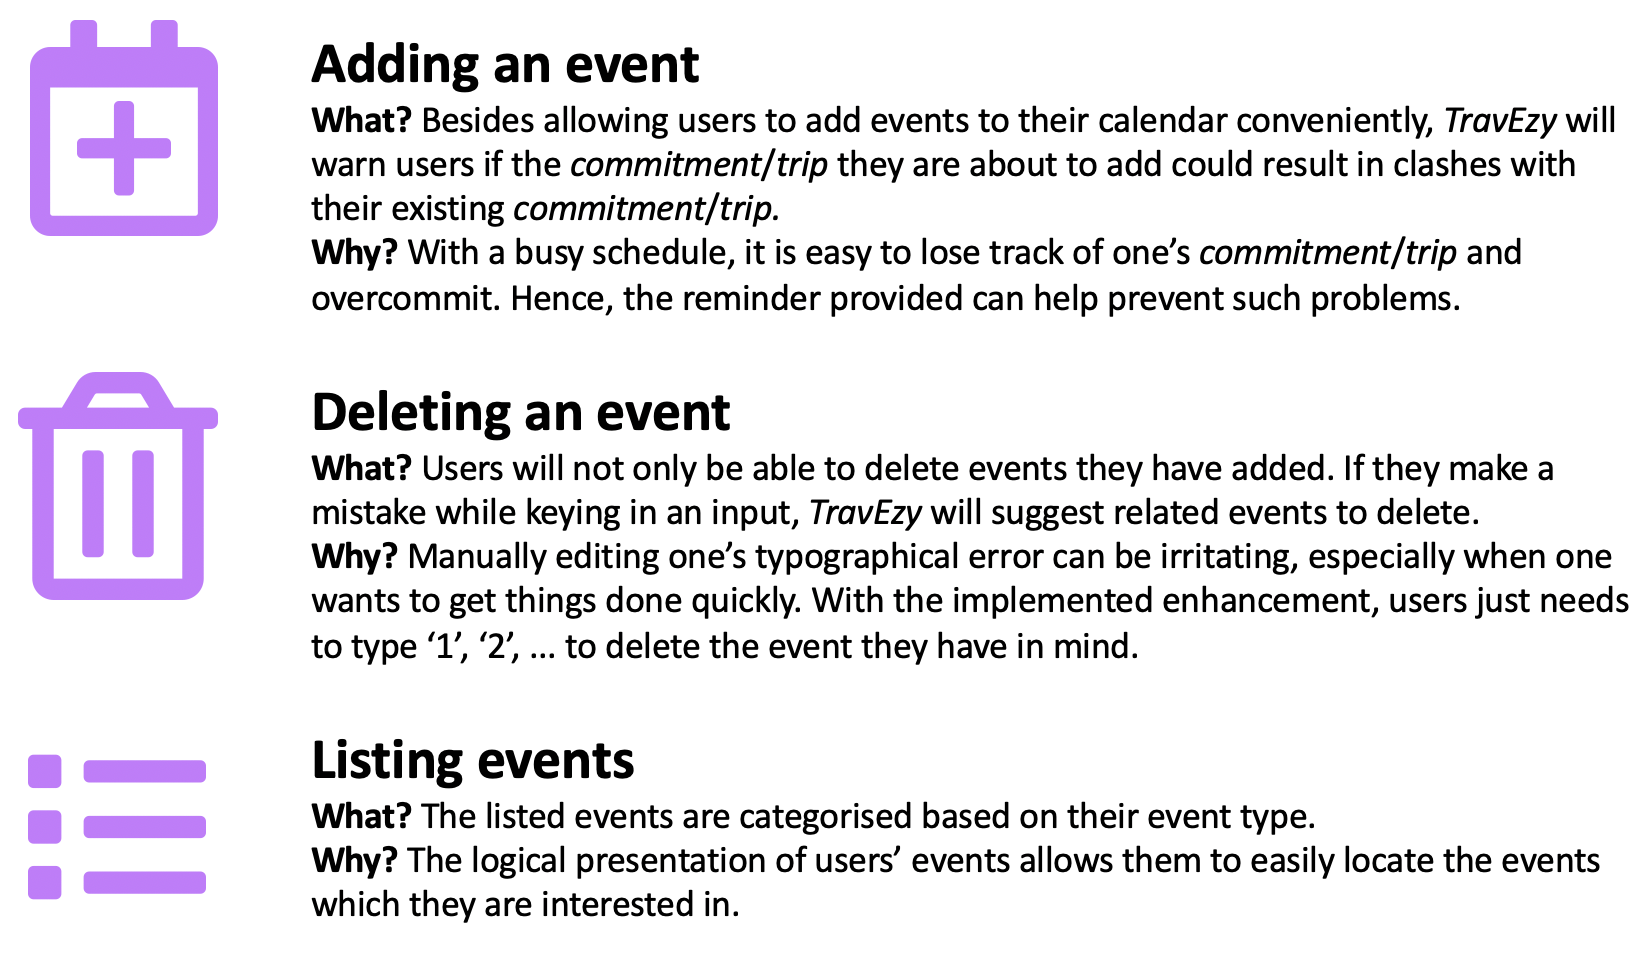 Adding an event
What? Besides allowing users to add events to their calendar conveniently, TravEzy will
warn users if the commitment/trip they are about to add could result in clashes with
their existing commitment/trip.
Why? With a busy schedule, it is easy to lose track of one’s commitment/trip and
overcommit. Hence, the reminder provided can help prevent such problems.
Deleting an event
What? Users will not only be able to delete events they have added. If they make a
mistake while keying in an input, TravEzy will suggest related events to delete.
Why? Manually editing one’s typographical error can be irritating, especially when one
wants to get things done quickly. With the implemented enhancement, users just needs
to type ‘1’, ‘2’, ... to delete the event they have in mind.
Listing events
What? The listed events are categorised based on their event type.
Why? The logical presentation of users’ events allows them to easily locate the events
which they are interested in.